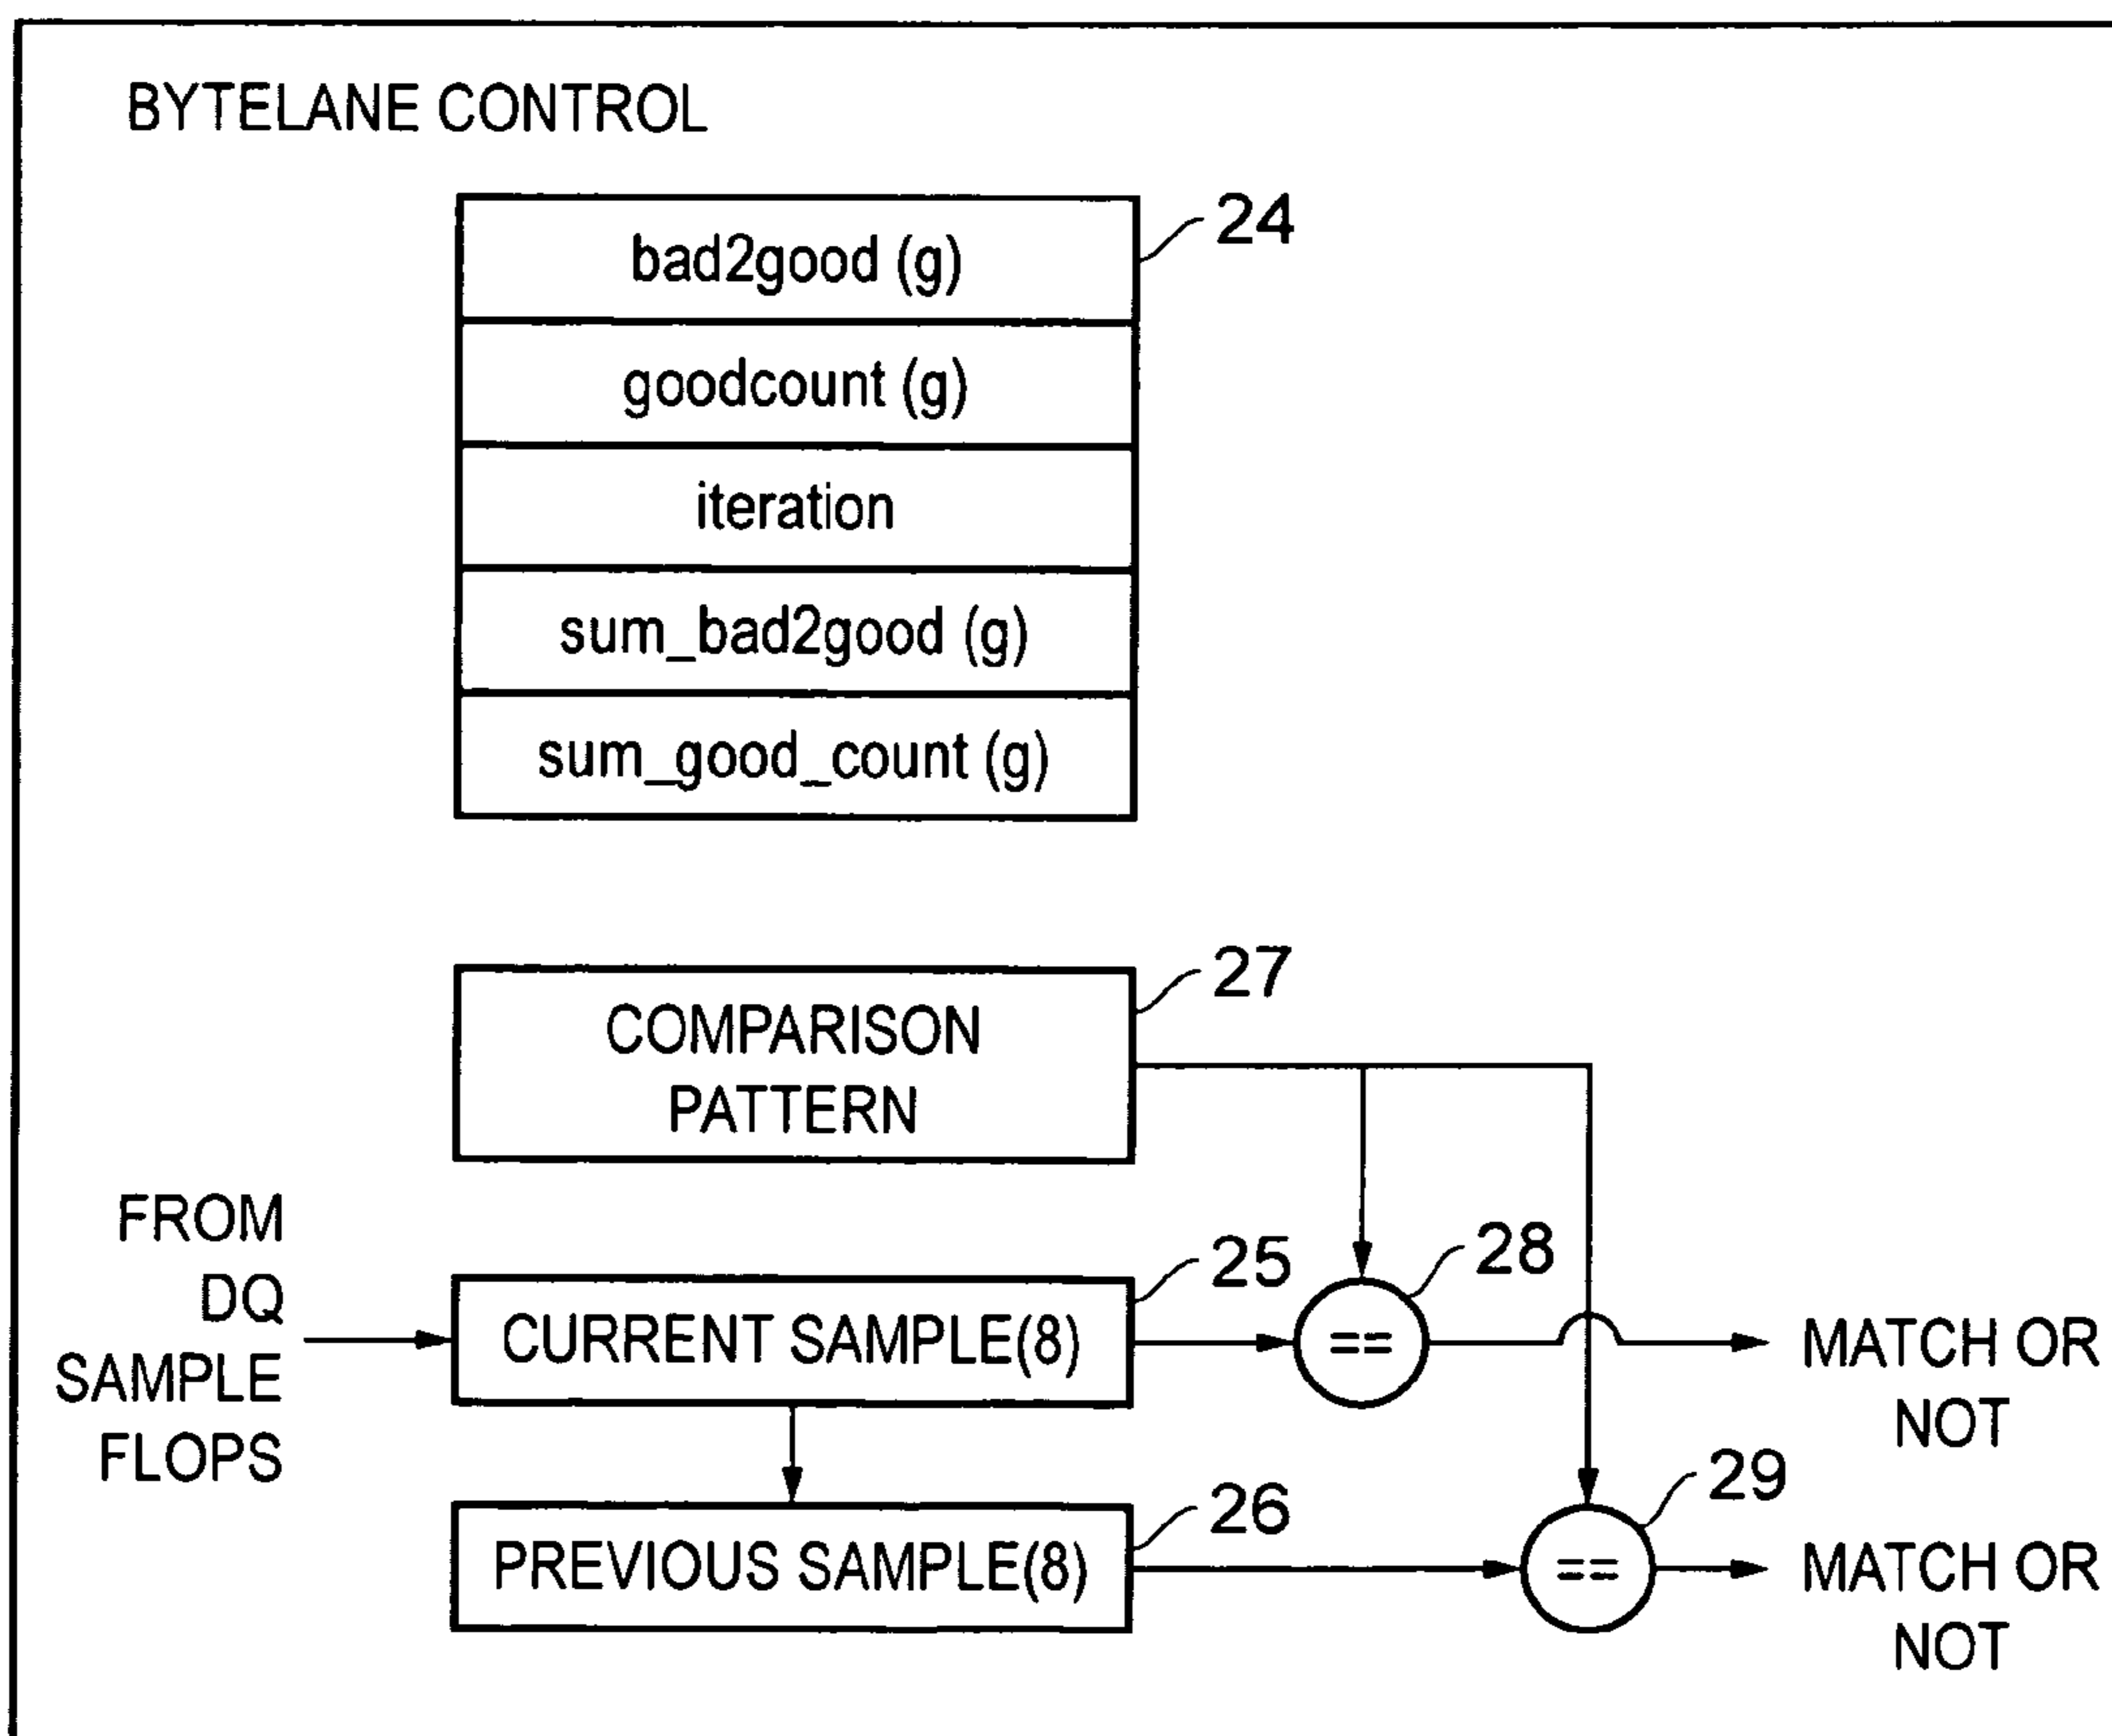 BYTELANE CONTROL
24
bad2good (g)
goodcount (g)
iteration
sum_bad2good (g)
sum_good_count (g)
27
COMPARISON
PATTERN
FROM
DQ
SAMPLE
FLOPS
25
CURRENT SAMPLE(8)
28
==
MATCH OR
NOT
26
PREVIOUS SAMPLE(8)
29
==
MATCH OR
NOT